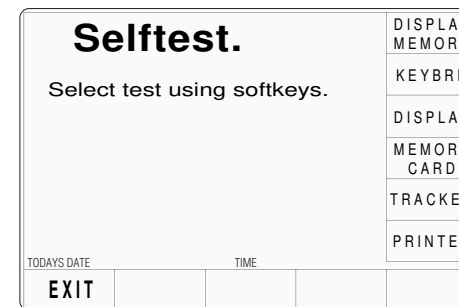 Selftest.
Select test using softkeys.
DISPLA
MEMOR
KEYBRI
DISPLA
MEMOR
CARD
TRACKE
PRINTE
TODAYS DATE TIME
EXIT